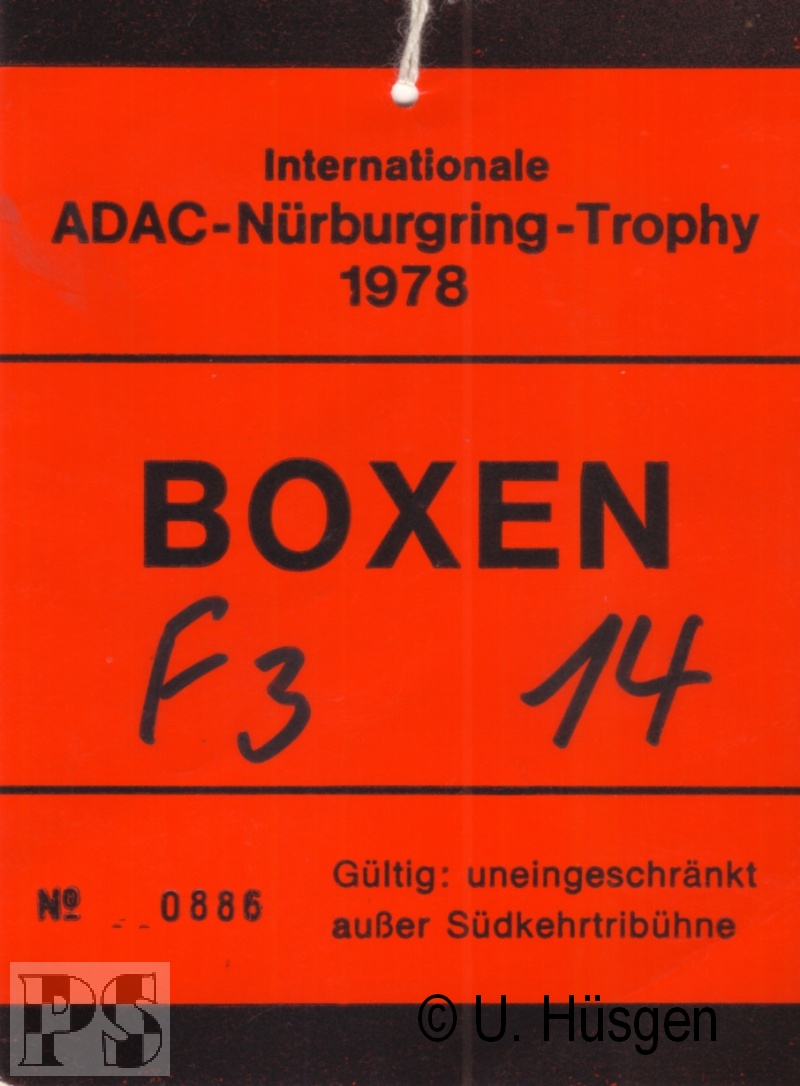 Internationale
ADAC-Nürburgring-Trophy
1978
BOXEN
F3 14
Nº 0886
Gültig: uneingeschränkt
außer Südkehrtribühne
PS
© U. Hüsgen